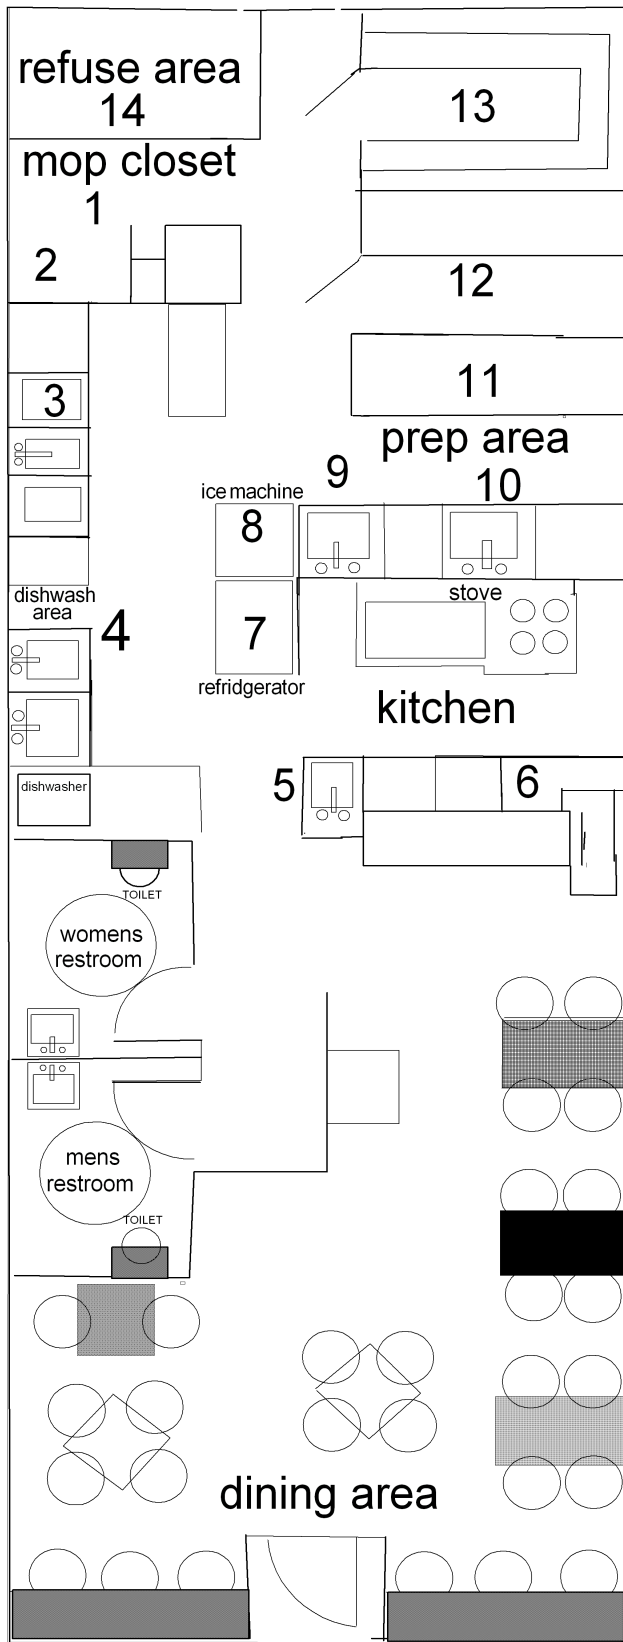 refuse area
14
13
mop closet
1
2
12
3
11
prep area
9
10
ice machine
8
dishwash
area
4
stove
7
refridgerator
kitchen
5
6
dishwasher
TOILET
womens
restroom
mens
restroom
TOILET
dining area